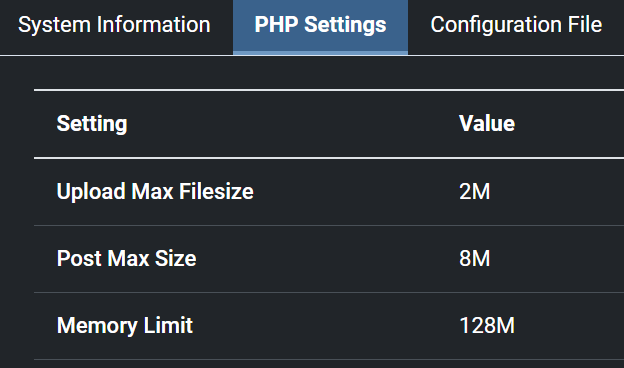 System Information PHP Settings Configuration File
Setting Value
Upload Max Filesize 2M
Post Max Size 8M
Memory Limit 128M